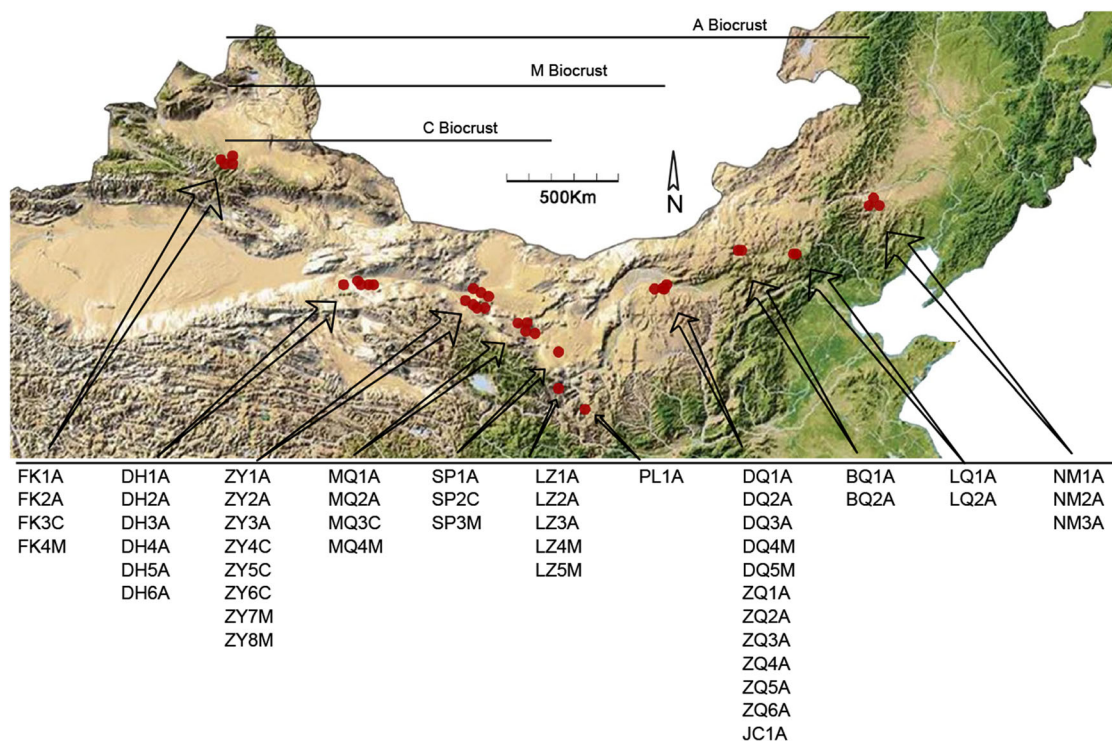 A Biocrust
M Biocrust
C Biocrust
500Km
N
FK1A
FK2A
FK3C
FK4M
DH1A
DH2A
DH3A
DH4A
DH5A
DH6A
ZY1A
ZY2A
ZY3A
ZY4C
ZY5C
ZY6C
ZY7M
ZY8M
MQ1A
MQ2A
MQ3C
MQ4M
SP1A
SP2C
SP3M
LZ1A
LZ2A
LZ3A
LZ4M
LZ5M
PL1A
DQ1A
DQ2A
DQ3A
DQ4M
DQ5M
ZQ1A
ZQ2A
ZQ3A
ZQ4A
ZQ5A
ZQ6A
JC1A
BQ1A
BQ2A
LQ1A
LQ2A
NM1A
NM2A
NM3A